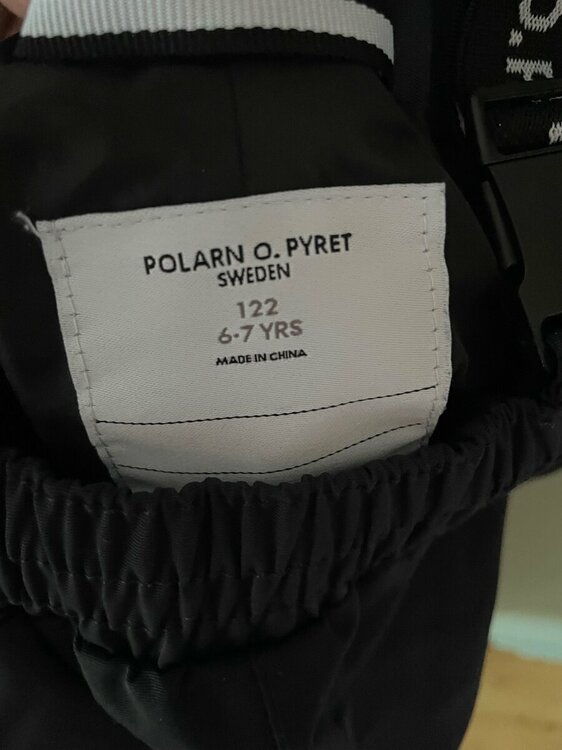 POLARN O. PYRET
SWEDEN
122
6-7 YRS
MADE IN CHINA